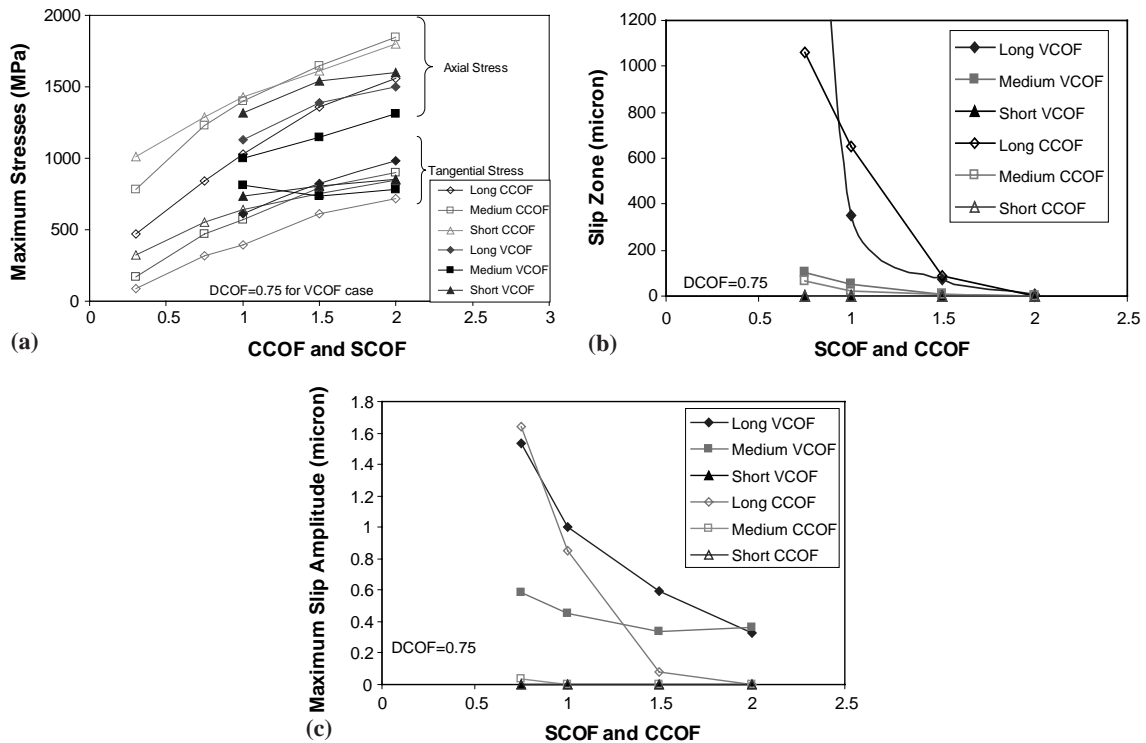 2000
1500
1000
500
0
0
0.5
1
1.5
2
2.5
Maximum Stresses (MPa)
Axial Stress
Tangential Stress
Long CCOF
Medium CCOF
Short CCOF
Long VCOF
Medium VCOF
Short VCOF
DCOF=0.75 for VCOF case
CCOF and SCOF
(a)
1200
1000
800
600
400
200
0
0
0.5
1
1.5
2
2.5
Slip Zone (micron)
Long VCOF
Medium VCOF
Short VCOF
Long CCOF
Medium CCOF
Short CCOF
DCOF=0.75
SCOF and CCOF
(b)
1.8
1.6
1.4
1.2
1
0.8
0.6
0.4
0.2
0
0
0.5
1
1.5
2
2.5
Maximum Slip Amplitude (micron)
Long VCOF
Medium VCOF
Short VCOF
Long CCOF
Medium CCOF
Short CCOF
DCOF=0.75
SCOF and CCOF
(c)